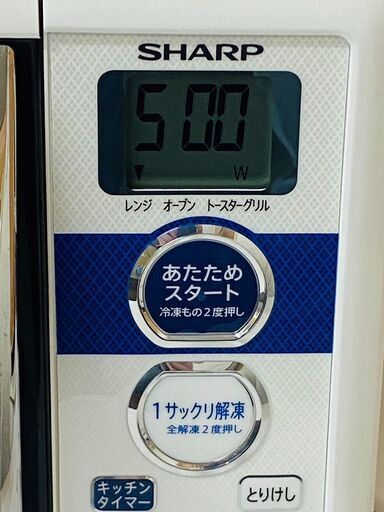 SHARP
500
W
レンジ オーブン トースターグリル
あたため
スタート
冷凍もの2度押し
1サックリ解凍
全解凍2度押し
キッチン
タイマー
とりけし